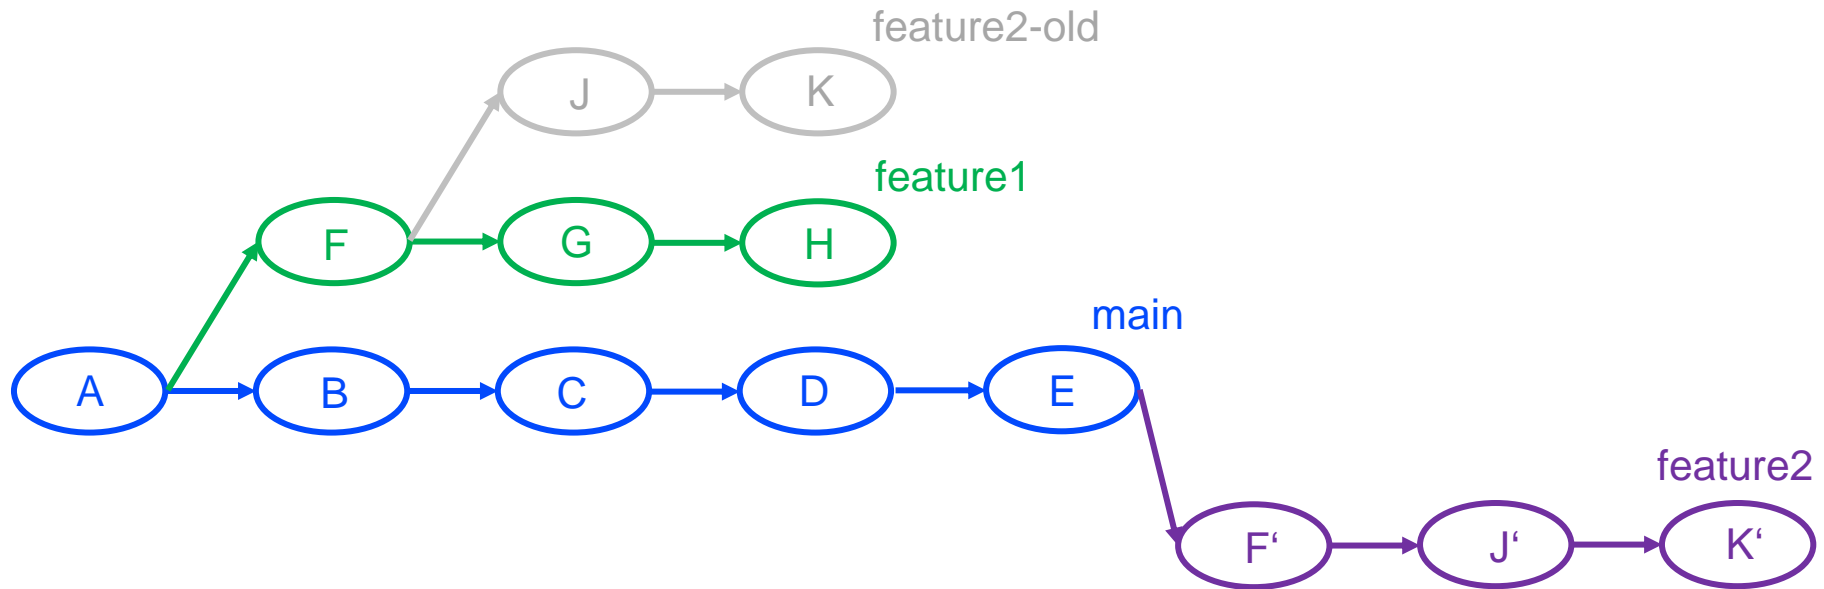 feature2-old
J
K
feature1
F
G
H
main
A
B
C
D
E
feature2
F‘
J‘
K‘